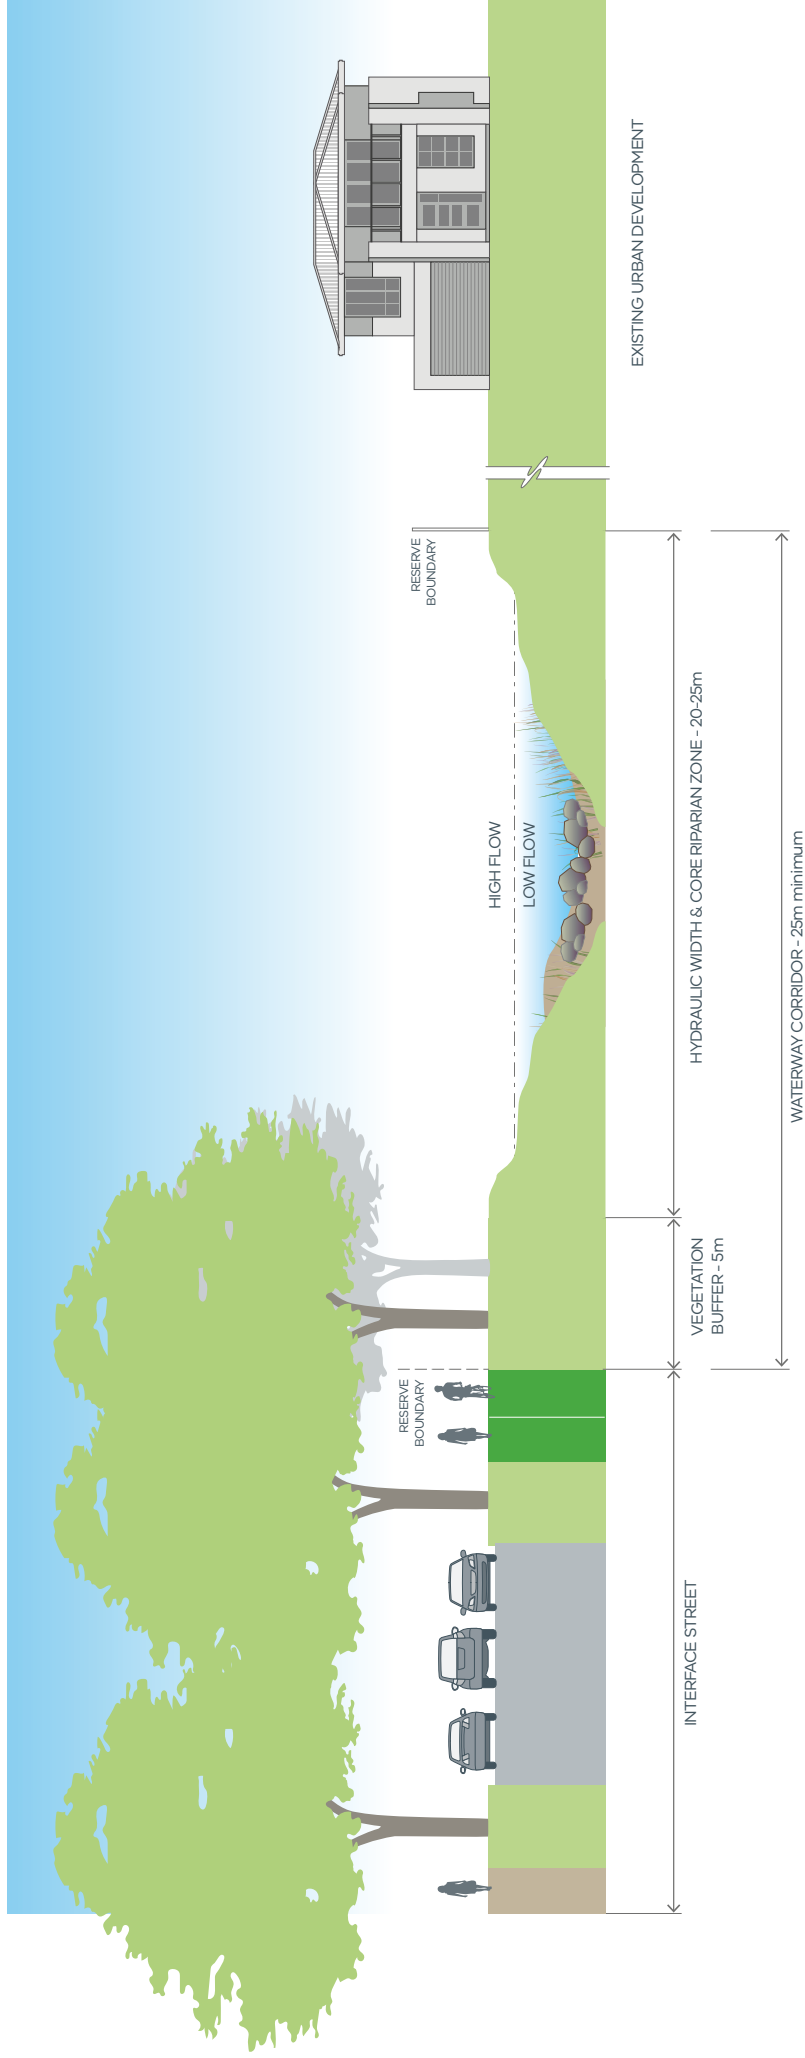 RESERVE
BOUNDARY
RESERVE
BOUNDARY
HIGH FLOW
LOW FLOW
INTERFACE STREET
VEGETATION
BUFFER - 5m
HYDRAULIC WIDTH & CORE RIPARIAN ZONE - 20-25m
EXISTING URBAN DEVELOPMENT
WATERWAY CORRIDOR - 25m minimum